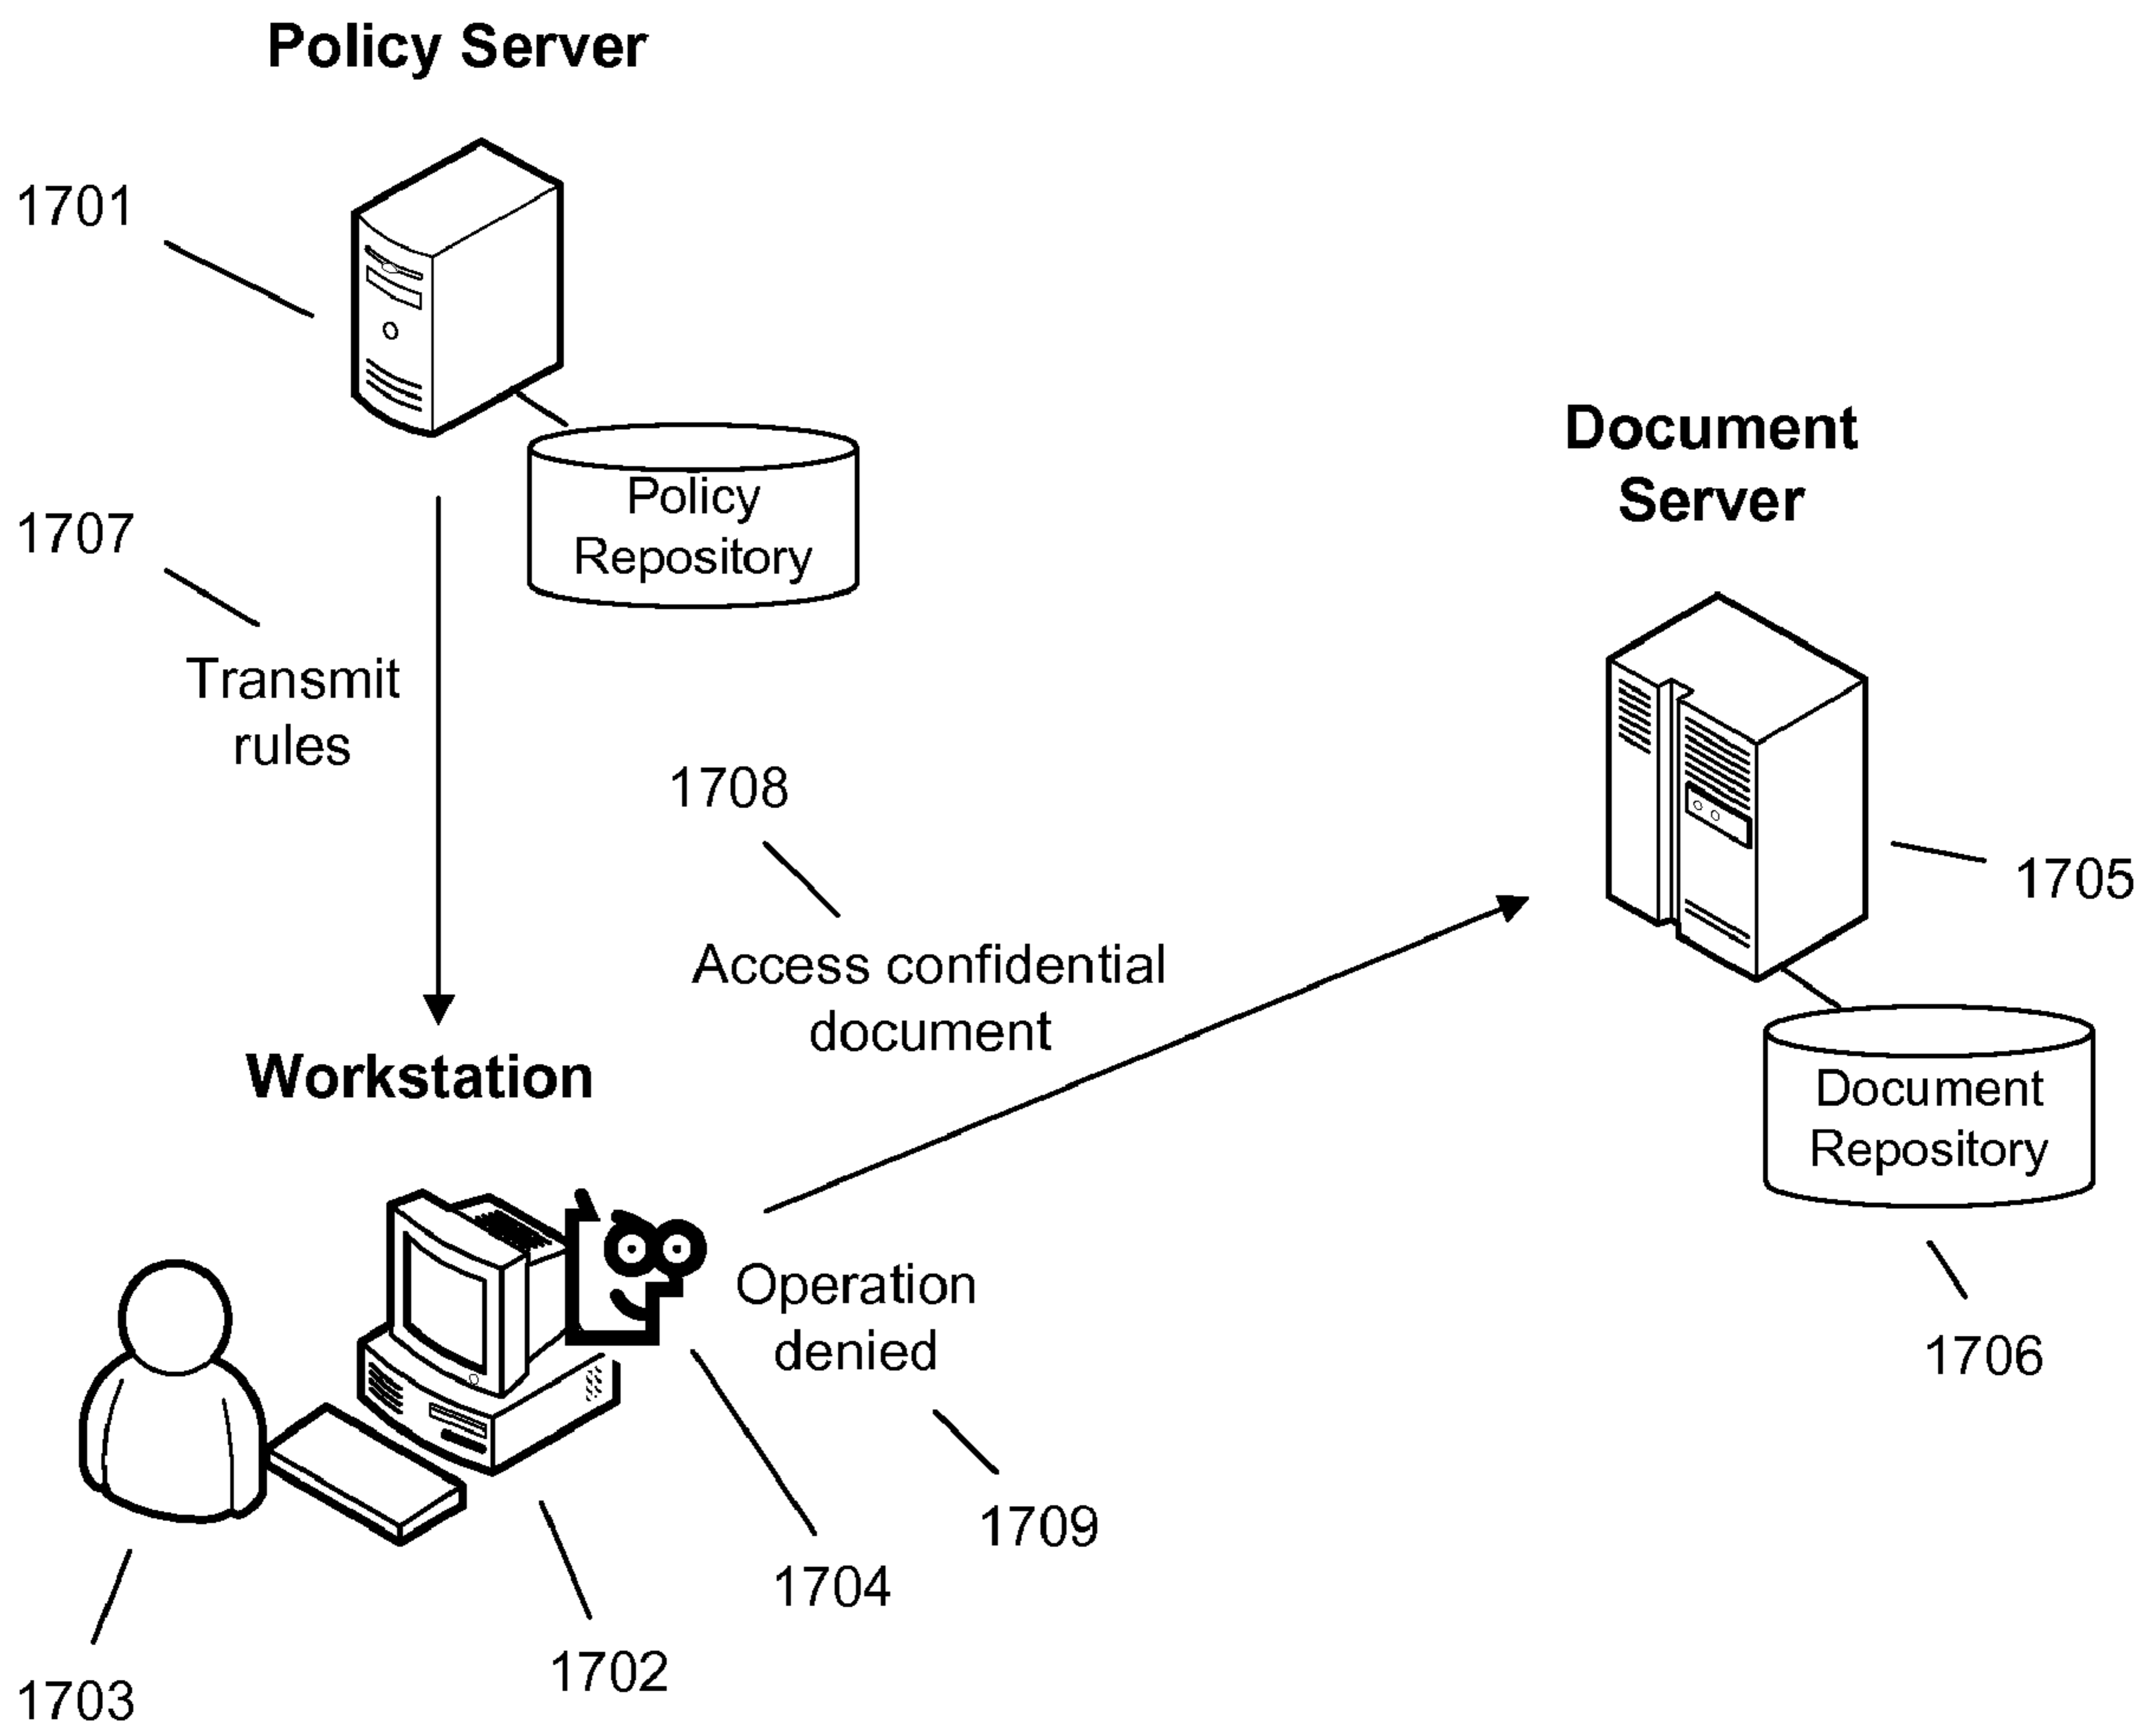 Policy Server
1701
Policy
Repository
1707
Transmit
rules
Document
Server
1708
1705
Access confidential
document
Workstation
Document
Repository
Operation
denied
1706
1709
1704
1702
1703